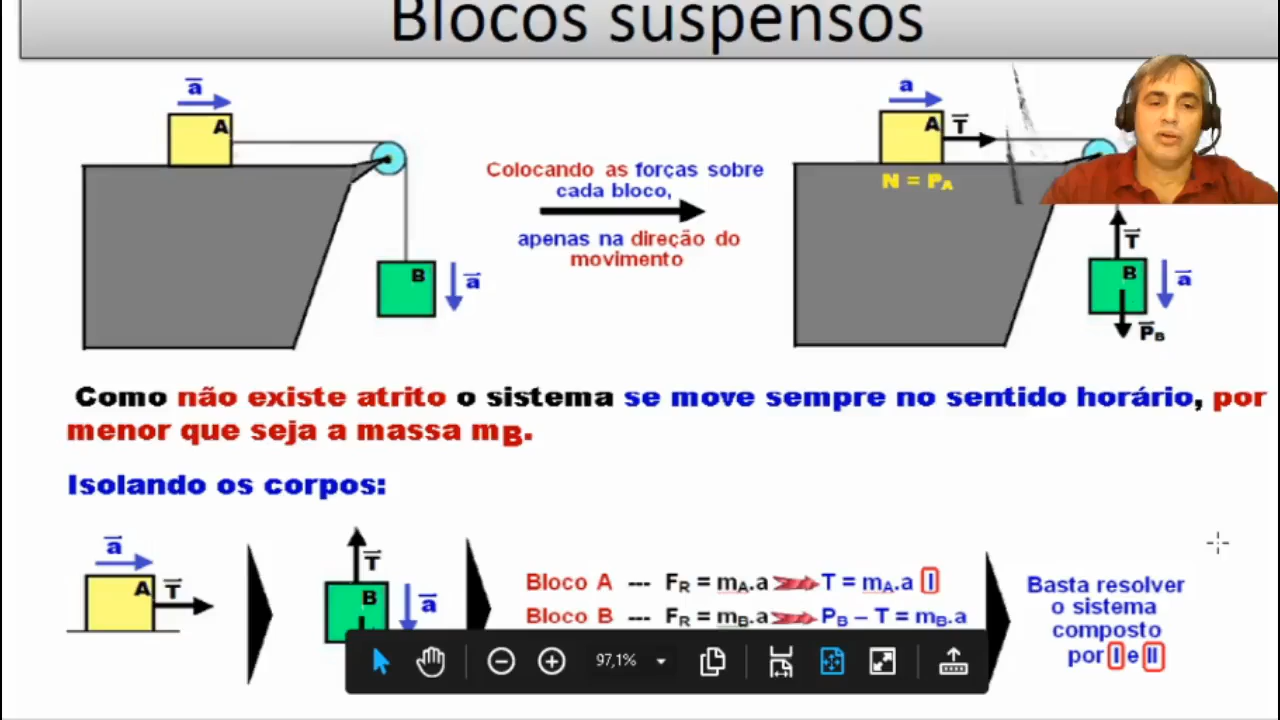 Blocos suspensos
a
A
B
a
Colocando as forças sobre
cada bloco,
apenas na direção do
movimento
a
A
T
N = PA
T
B
a
PB
Como não existe atrito o sistema se move sempre no sentido horário, por
menor que seja a massa mB.
Isolando os corpos:
a
A
T
T
B
a
Bloco A --- FR = mA.a T = mA.a I
Bloco B --- FR = mB.a PB – T = mB.a
Basta resolver
o sistema
composto
por I e II
97,1%